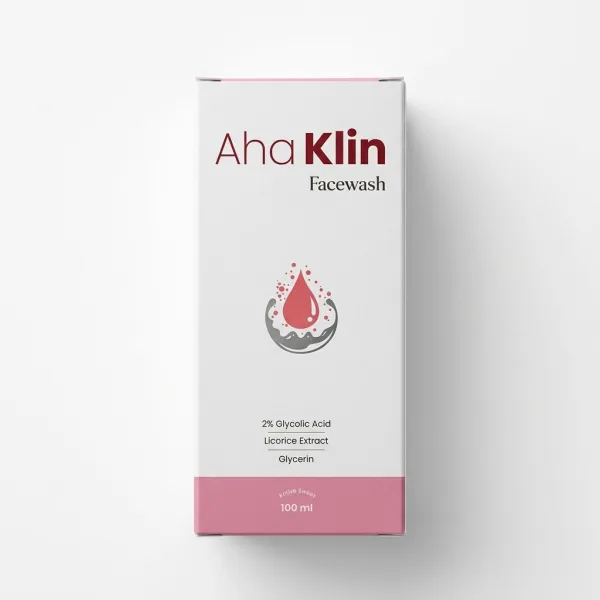 Aha Klin
Facewash
2% Glycolic Acid
Licorice Extract
Glycerin
100 ml